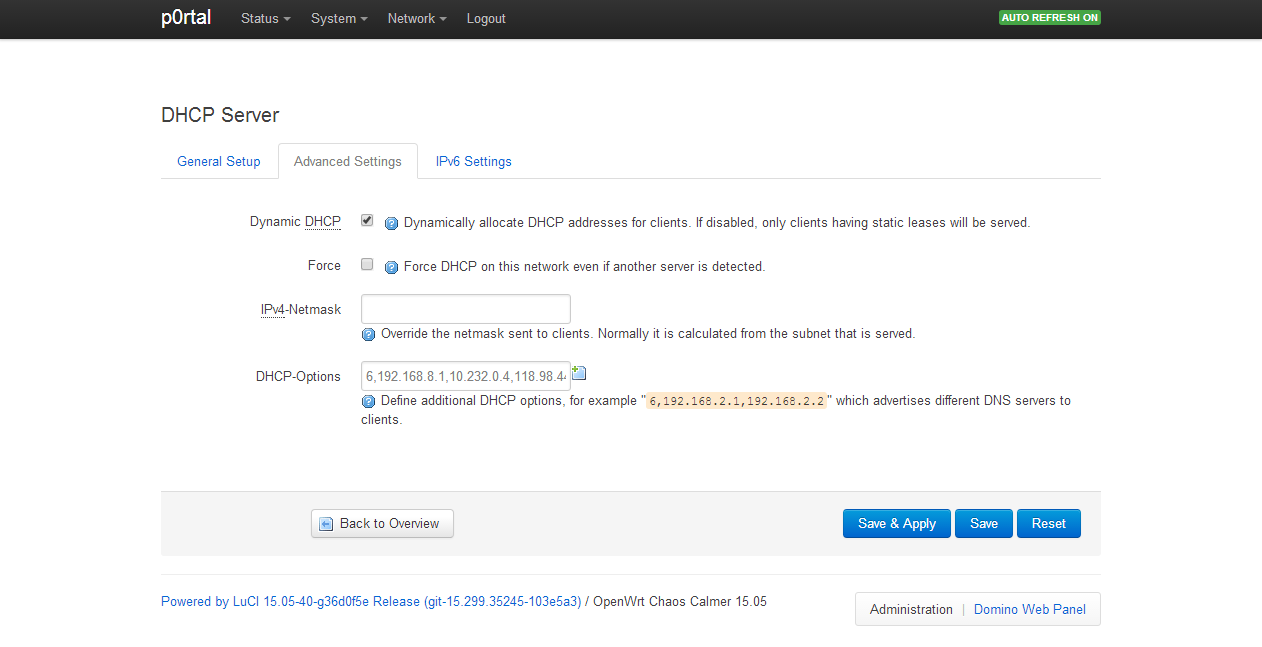 p0rtal Status System Network Logout AUTO REFRESH ON
DHCP Server
General Setup Advanced Settings IPv6 Settings
Dynamic DHCP Dynamically allocate DHCP addresses for clients. If disabled, only clients having static leases will be served.
Force Force DHCP on this network even if another server is detected.
IPv4-Netmask
Override the netmask sent to clients. Normally it is calculated from the subnet that is served.
DHCP-Options 6,192.168.8.1,10.232.0.4,118.98.4
Define additional DHCP options, for example "6,192.168.2.1,192.168.2.2" which advertises different DNS servers to
clients.
Back to Overview Save & Apply Save Reset
Powered by LuCI 15.05-40-g36d0f5e Release (git-15.299.35245-103e5a3) / OpenWrt Chaos Calmer 15.05
Administration | Domino Web Panel